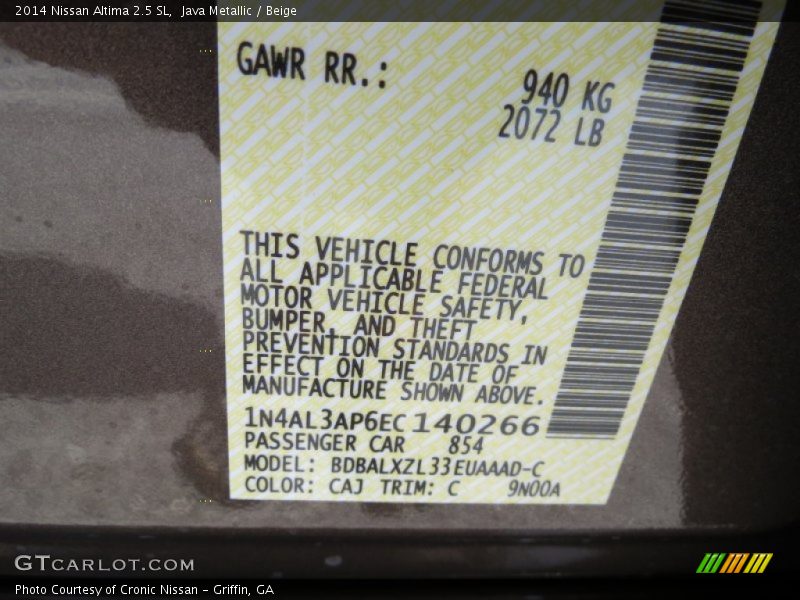 2014 Nissan Altima 2.5 SL,  Java Metallic / Beige
GAWR RR.:
940 KG
2072 LB
THIS VEHICLE CONFORMS TO
ALL APPLICABLE FEDERAL
MOTOR VEHICLE SAFETY,
BUMPER, AND THEFT
PREVENTION STANDARDS IN
EFFECT ON THE DATE OF
MANUFACTURE SHOWN ABOVE.
1N4AL3AP6EC140266
PASSENGER CAR 854
MODEL: BDBALXZL33EUAAAD-C
COLOR: CAJ TRIM: C 9N00A
GTCARLOT.COM
Photo Courtesy of Cronic Nissan - Griffin, GA